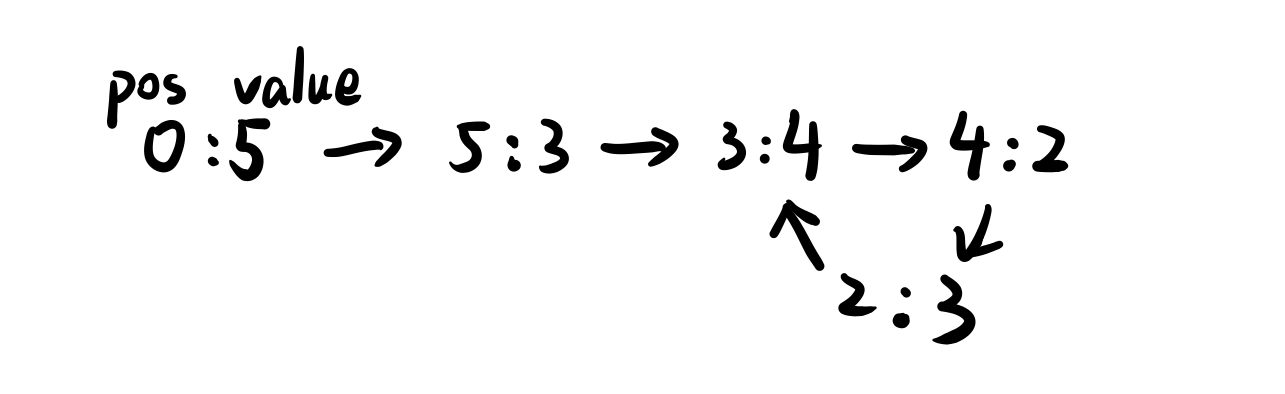 pos value
0:5 → 5:3 → 3:4 → 4:2
2:3